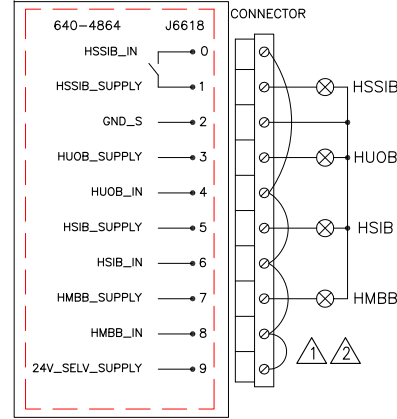 CONNECTOR
640-4864 J6618
HSSIB_IN 0
HSSIB_SUPPLY 1 HSSIB
GND_S 2
HUOB_SUPPLY 3 HUOB
HUOB_IN 4
HSIB_SUPPLY 5 HSIB
HSIB_IN 6
HMBB_SUPPLY 7 HMBB
HMBB_IN 8
1 2
24V_SELV_SUPPLY 9